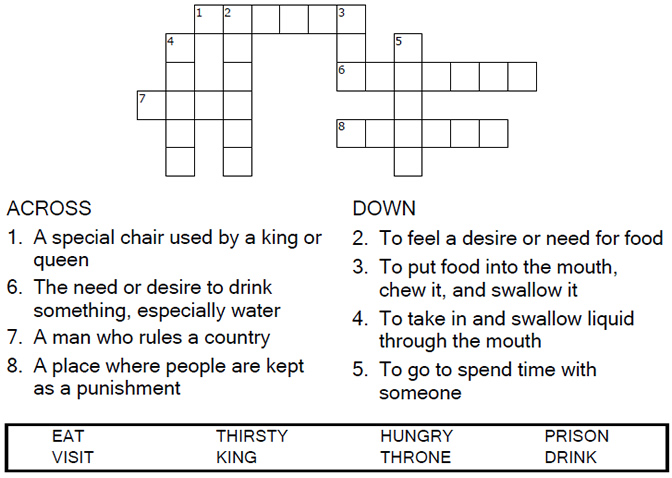 1 2 3
4 5
6
7
8
ACROSS
1. A special chair used by a king or
queen
6. The need or desire to drink
something, especially water
7. A man who rules a country
8. A place where people are kept
as a punishment
DOWN
2. To feel a desire or need for food
3. To put food into the mouth,
chew it, and swallow it
4. To take in and swallow liquid
through the mouth
5. To go to spend time with
someone
EAT THIRSTY HUNGRY PRISON
VISIT KING THRONE DRINK